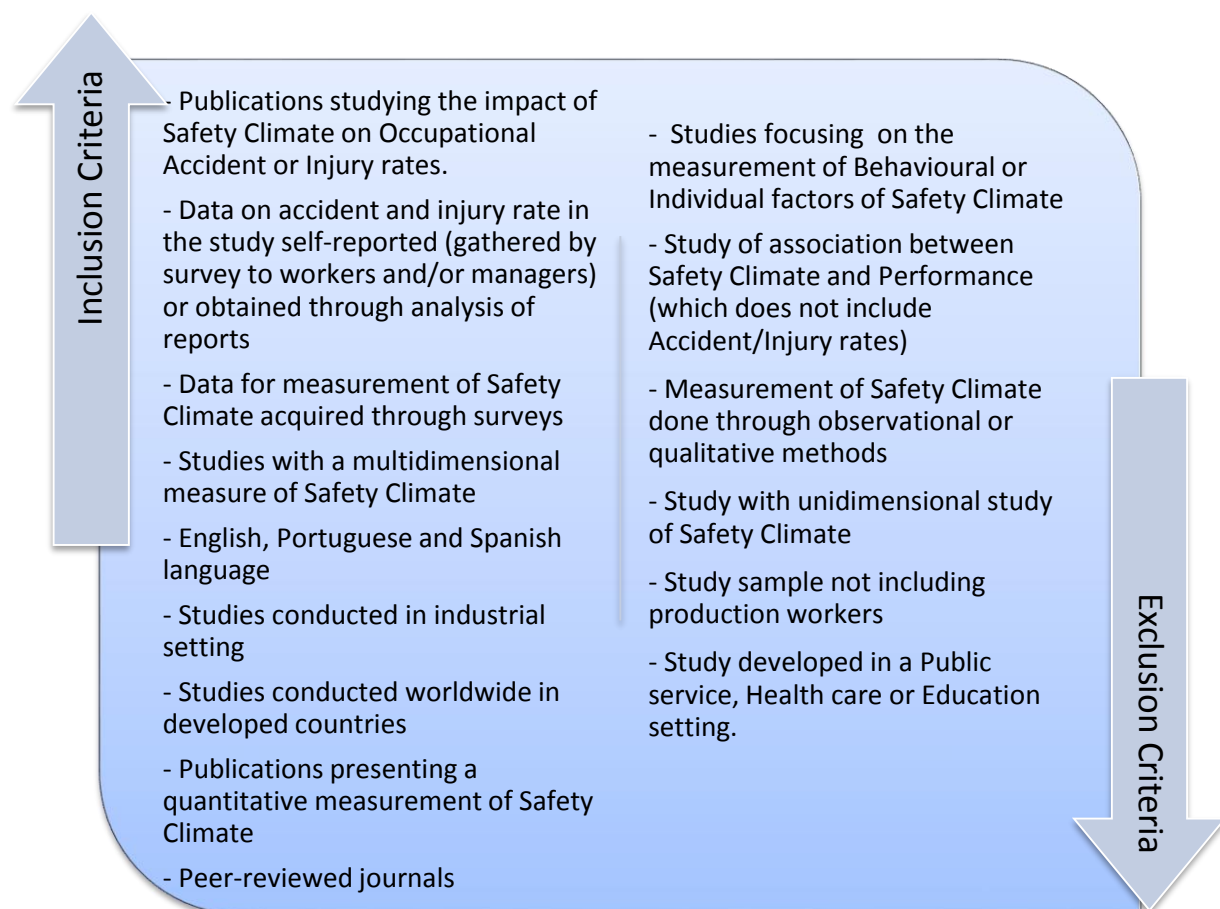 Inclusion Criteria
- Publications studying the impact of
Safety Climate on Occupational
Accident or Injury rates.
- Data on accident and injury rate in
the study self-reported (gathered by
survey to workers and/or managers)
or obtained through analysis of
reports
- Data for measurement of Safety
Climate acquired through surveys
- Studies with a multidimensional
measure of Safety Climate
- English, Portuguese and Spanish
language
- Studies conducted in industrial
setting
- Studies conducted worldwide in
developed countries
- Publications presenting a
quantitative measurement of Safety
Climate
- Peer-reviewed journals
- Studies focusing on the
measurement of Behavioural or
Individual factors of Safety Climate
- Study of association between
Safety Climate and Performance
(which does not include
Accident/Injury rates)
- Measurement of Safety Climate
done through observational or
qualitative methods
- Study with unidimensional study
of Safety Climate
- Study sample not including
production workers
- Study developed in a Public
service, Health care or Education
setting.
Exclusion Criteria